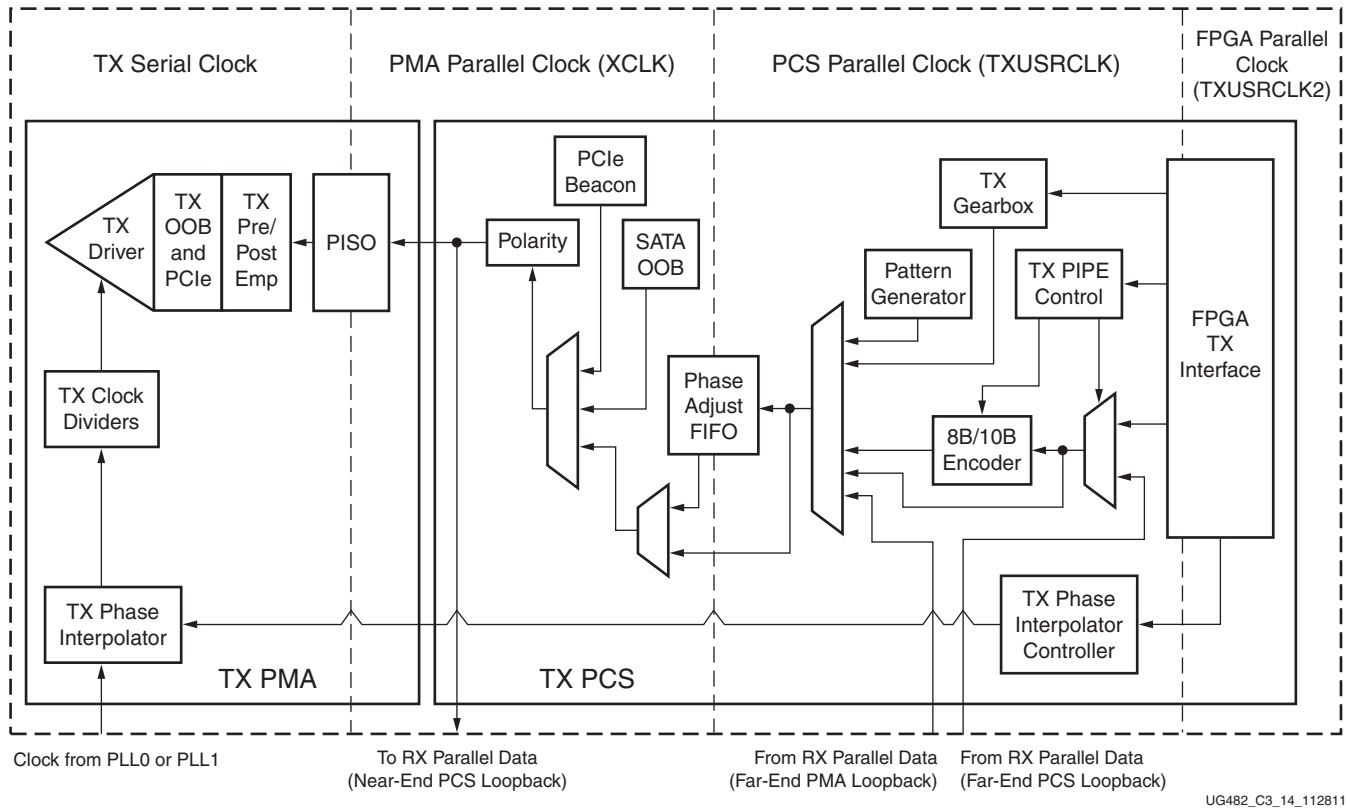 TX Serial Clock
PMA Parallel Clock (XCLK)
PCS Parallel Clock (TXUSRCLK)
FPGA Parallel
Clock
(TXUSRCLK2)
TX
Driver
TX
OOB
and
PCIe
TX
Pre/
Post
Emp
PISO
TX Clock
Dividers
TX Phase
Interpolator
TX PMA
PCIe
Beacon
Polarity
SATA
OOB
Phase
Adjust
FIFO
TX PCS
TX
Gearbox
Pattern
Generator
TX PIPE
Control
8B/10B
Encoder
FPGA
TX
Interface
TX Phase
Interpolator
Controller
Clock from PLL0 or PLL1
To RX Parallel Data
(Near-End PCS Loopback)
From RX Parallel Data
(Far-End PMA Loopback)
From RX Parallel Data
(Far-End PCS Loopback)
UG482_C3_14_112811